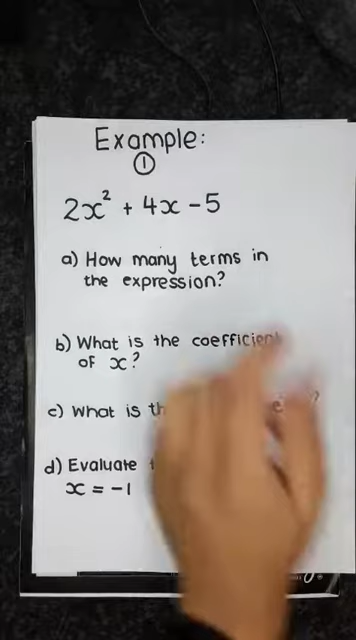 Example:
①
2x² + 4x - 5
a) How many terms in
the expression?
b) What is the coefficient
of x?
c) What is
d) Evaluate
x = -1